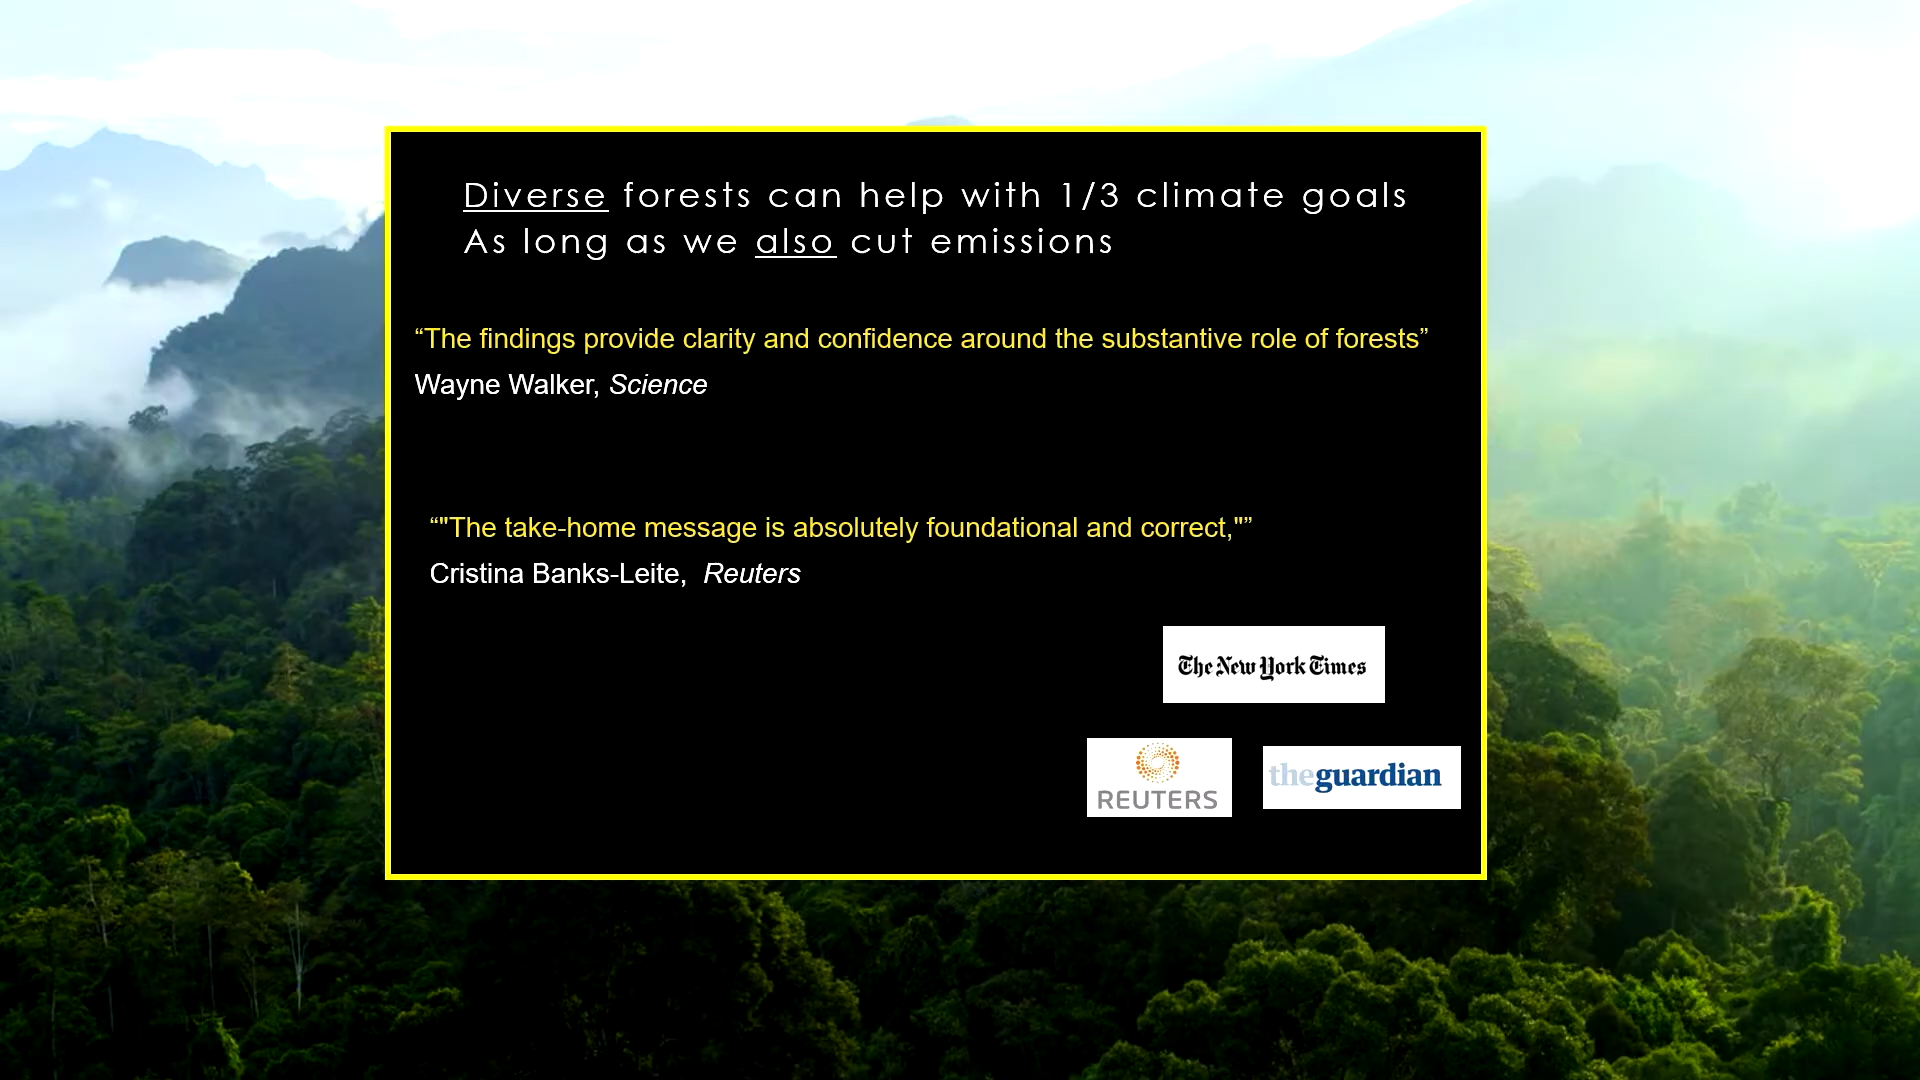 Diverse forests can help with 1/3 climate goals
As long as we also cut emissions
“The findings provide clarity and confidence around the substantive role of forests”
Wayne Walker, Science
“"The take-home message is absolutely foundational and correct,"”
Cristina Banks-Leite,  Reuters
The New York Times
REUTERS
theguardian